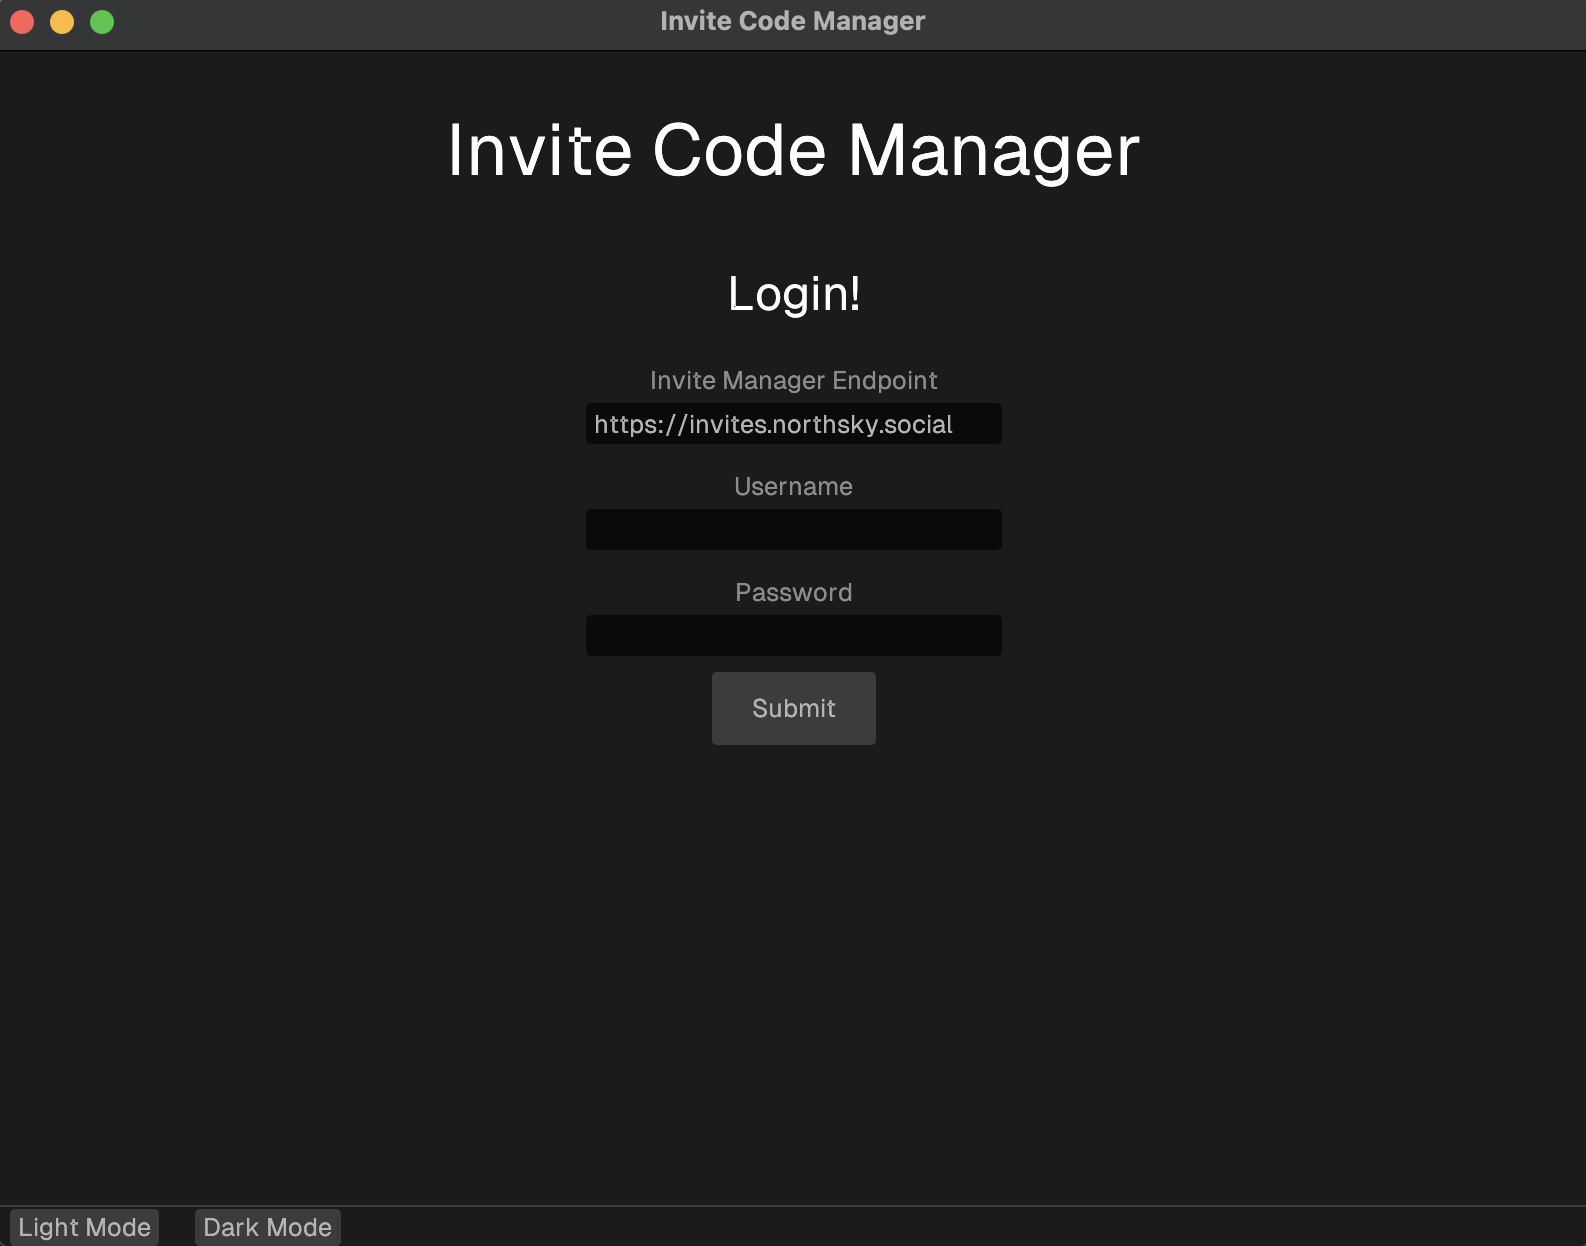 Invite Code Manager
Invite Code Manager
Login!
Invite Manager Endpoint
https://invites.northsky.social
Username
Password
Submit
Light Mode
Dark Mode